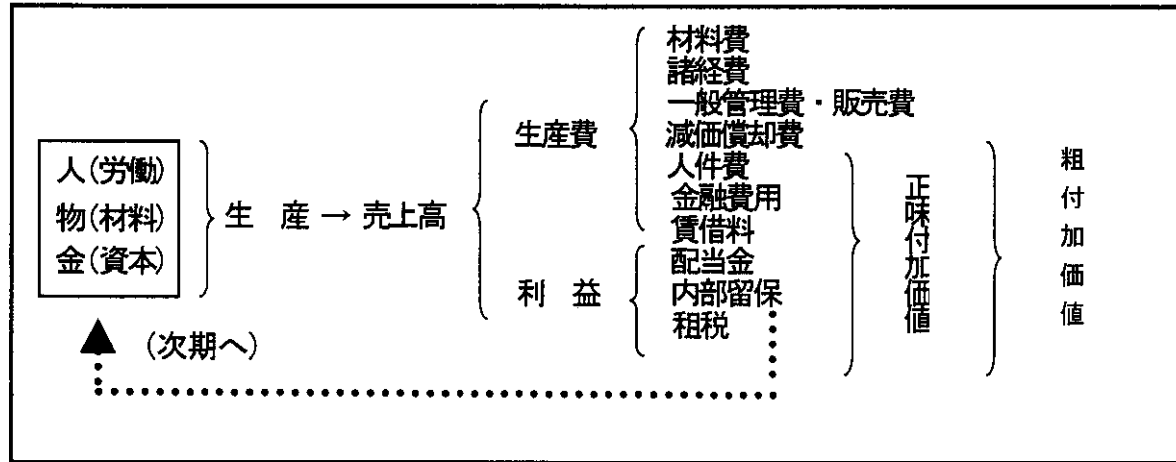 人(労働)
物(材料)
金(資本)
生 産 → 売上高
生産費
材料費
諸経費
一般管理費・販売費
減価償却費
人件費
金融費用
賃借料
利 益
配当金
内部留保
租税
正味付加価値
粗付加価値
(次期へ)